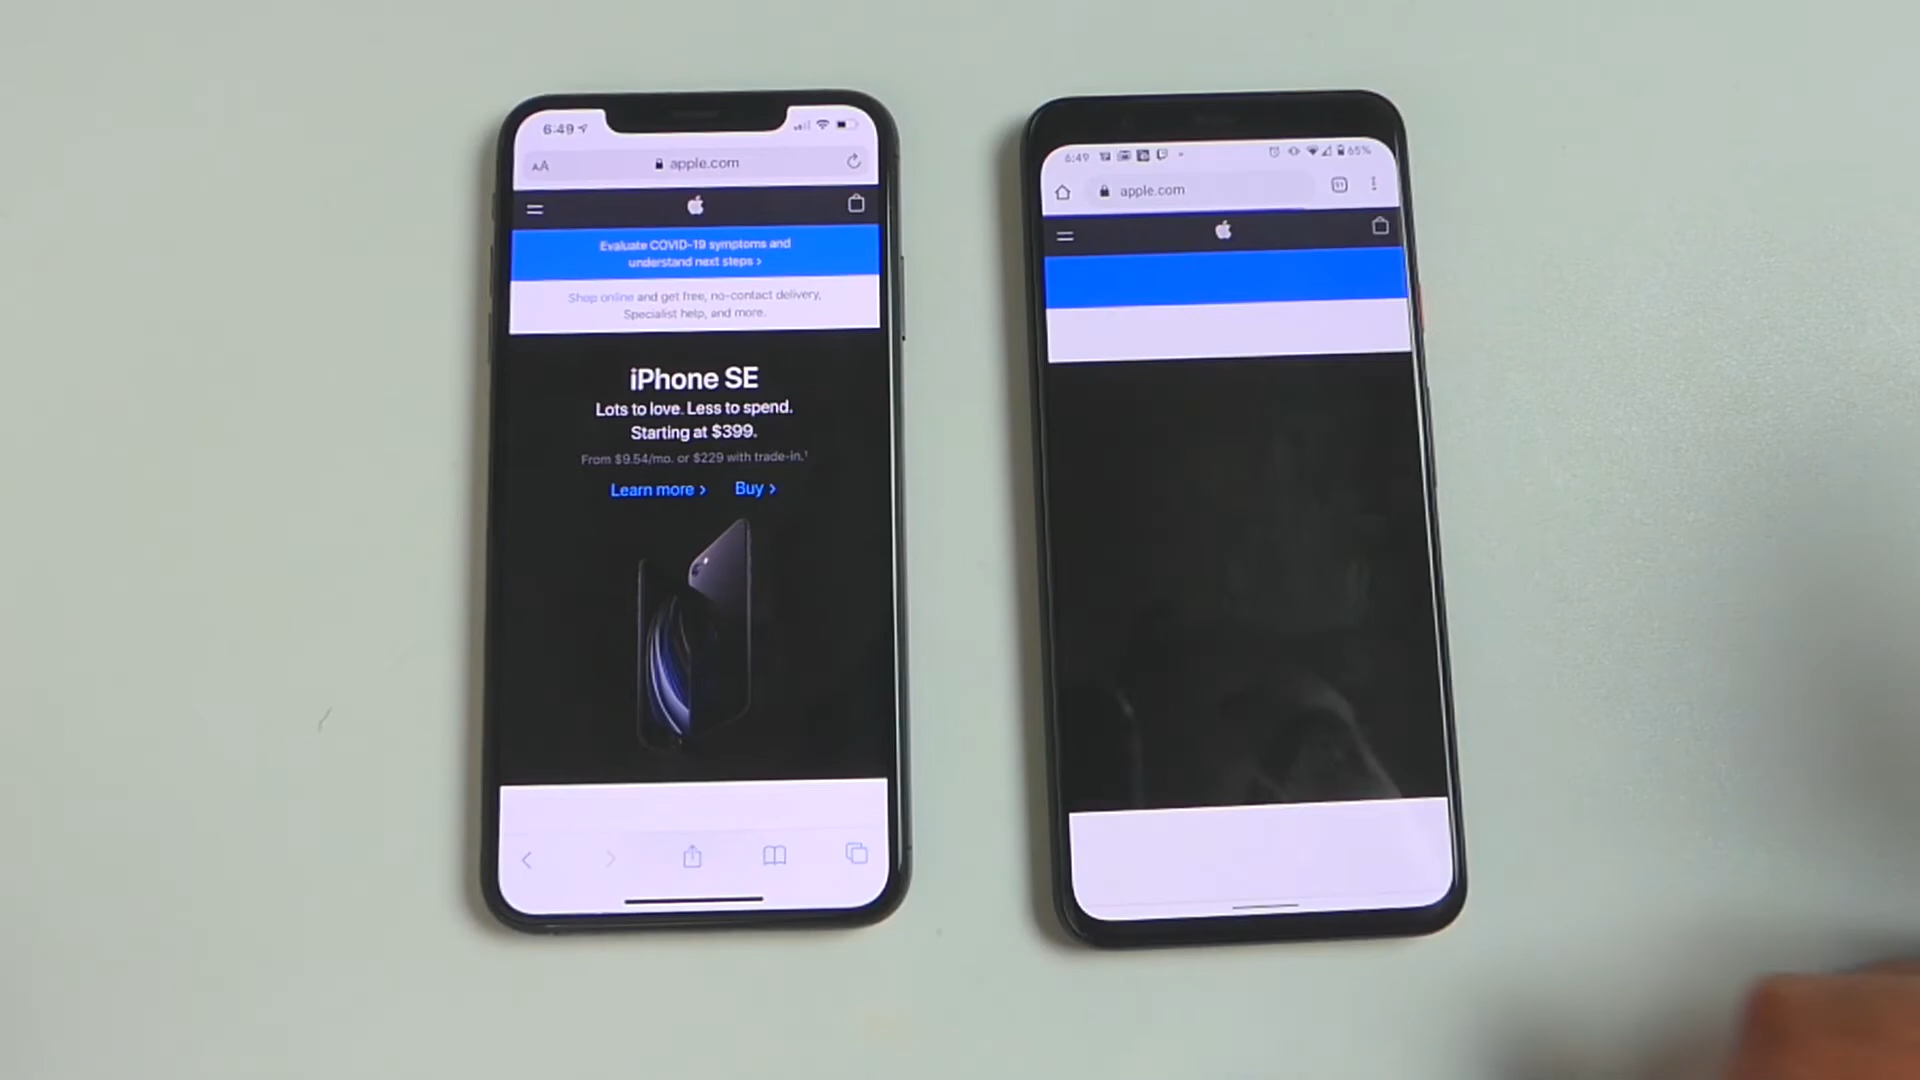 6:49
AA
apple.com
Evaluate COVID-19 symptoms and
understand next steps >
Shop online and get free, no-contact delivery,
Specialist help, and more.
iPhone SE
Lots to love. Less to spend.
Starting at $399.
From $9.54/mo. or $229 with trade-in.¹
Learn more >
Buy >
6:49
65%
apple.com